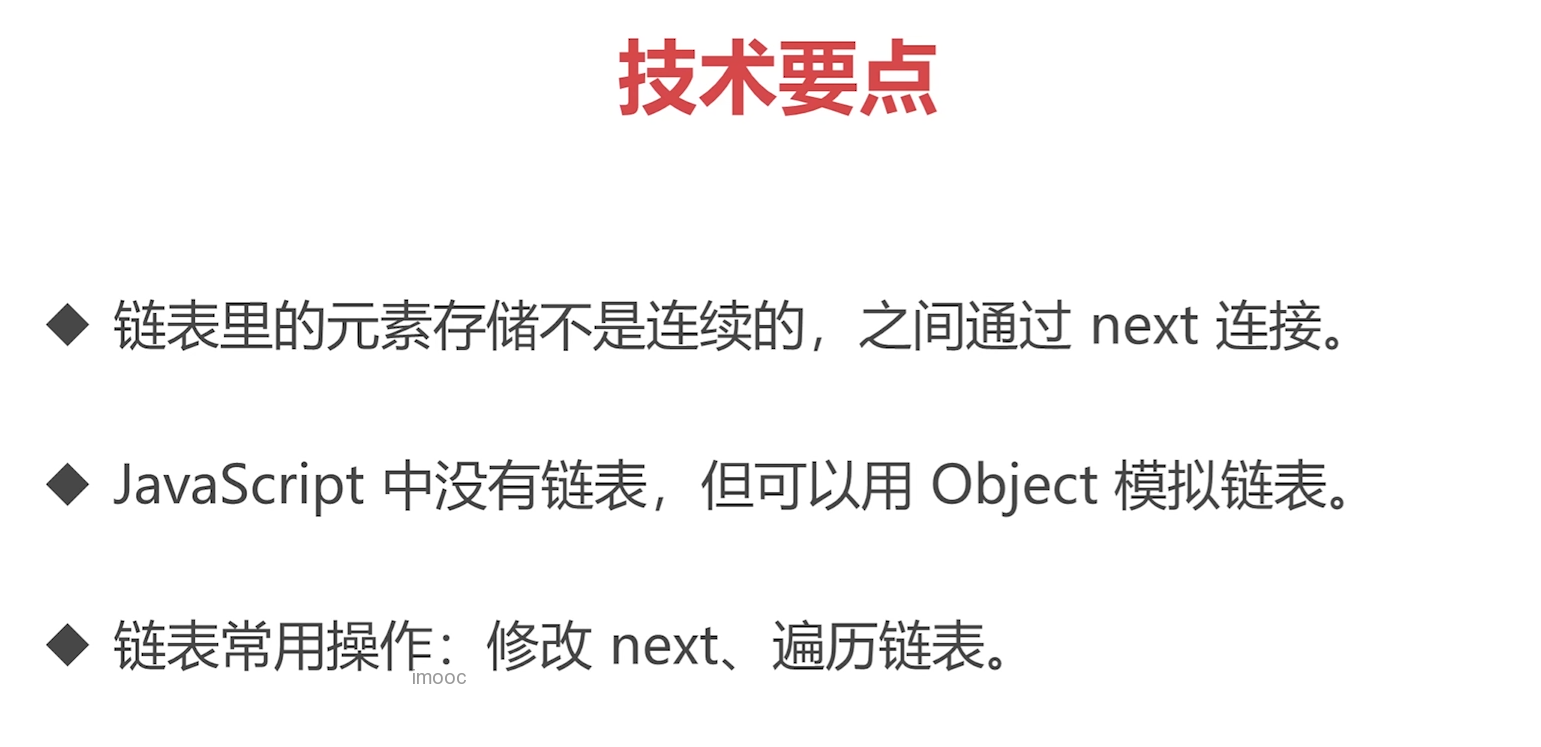 技术要点
◆ 链表里的元素存储不是连续的，之间通过 next 连接。
◆ JavaScript 中没有链表，但可以用 Object 模拟链表。
◆ 链表常用操作：修改 next、遍历链表。
imooc